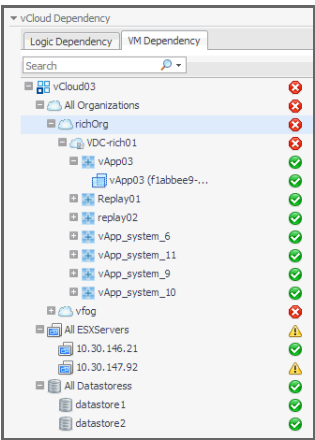 vCloud Dependency
Logic Dependency VM Dependency
Search
vCloud03
All Organizations
richOrg
VDC-rich01
vApp03
vApp03 (f1abbee9-...
Replay01
replay02
vApp_system_6
vApp_system_11
vApp_system_9
vApp_system_10
vfog
All ESXServers
10.30.146.21
10.30.147.92
All Datastoress
datastore1
datastore2